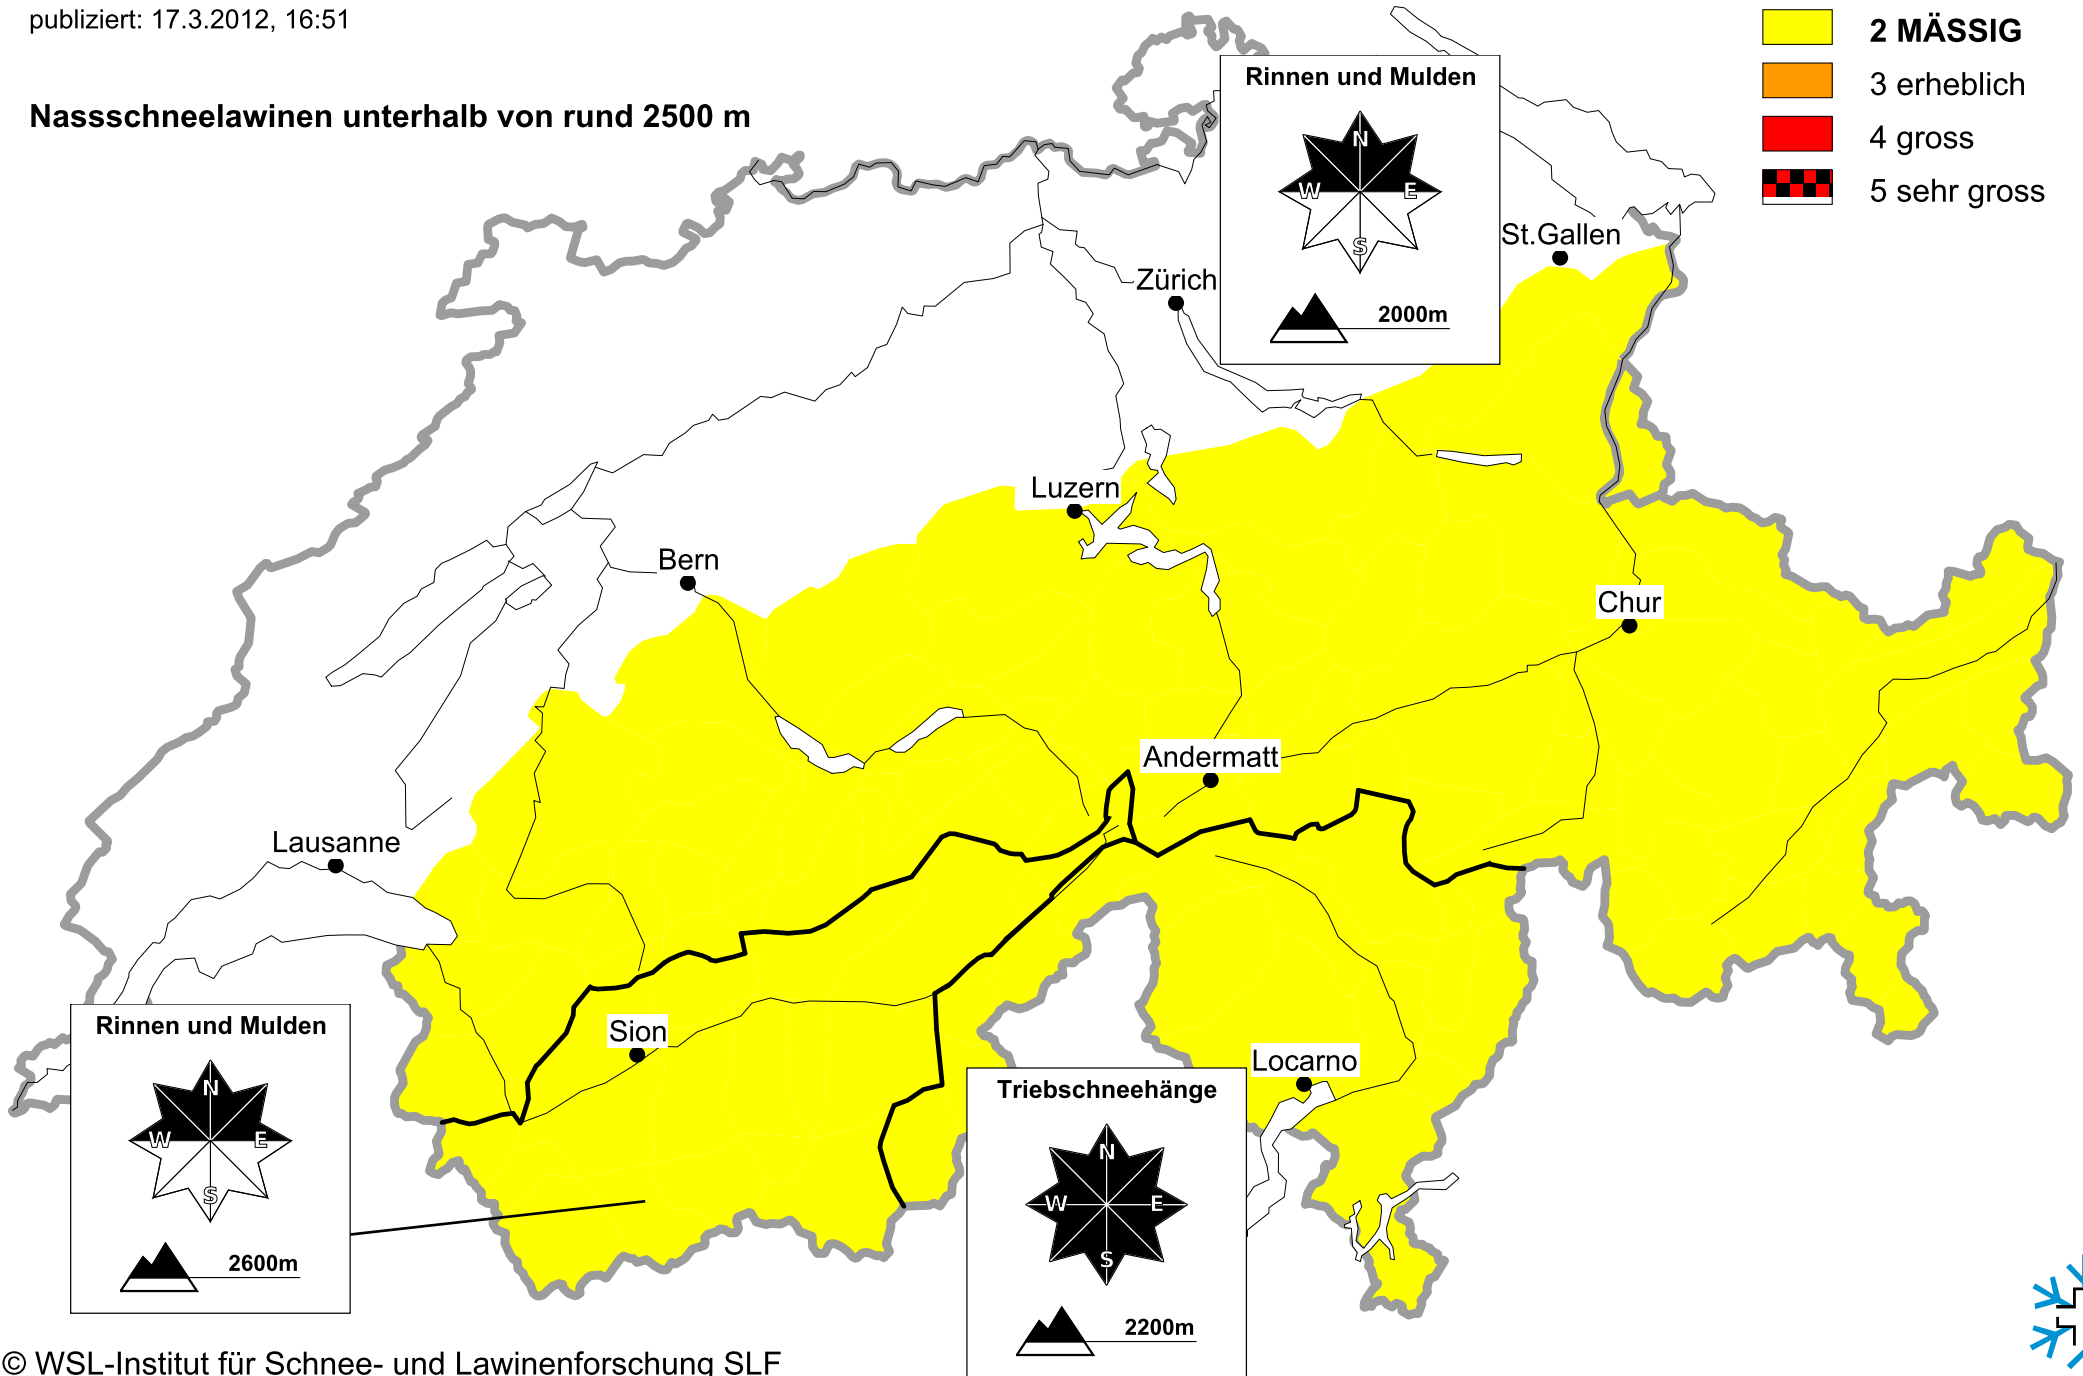 publiziert: 17.3.2012, 16:51
Nassschneelawinen unterhalb von rund 2500 m
2 MÄSSIG
3 erheblich
4 gross
5 sehr gross
Rinnen und Mulden
N
W E
S
2000m
St.Gallen
Zürich
Luzern
Bern
Chur
Andermatt
Lausanne
Sion
Locarno
Rinnen und Mulden
N
W E
S
2600m
Triebschneehänge
N
W E
S
2200m
© WSL-Institut für Schnee- und Lawinenforschung SLF